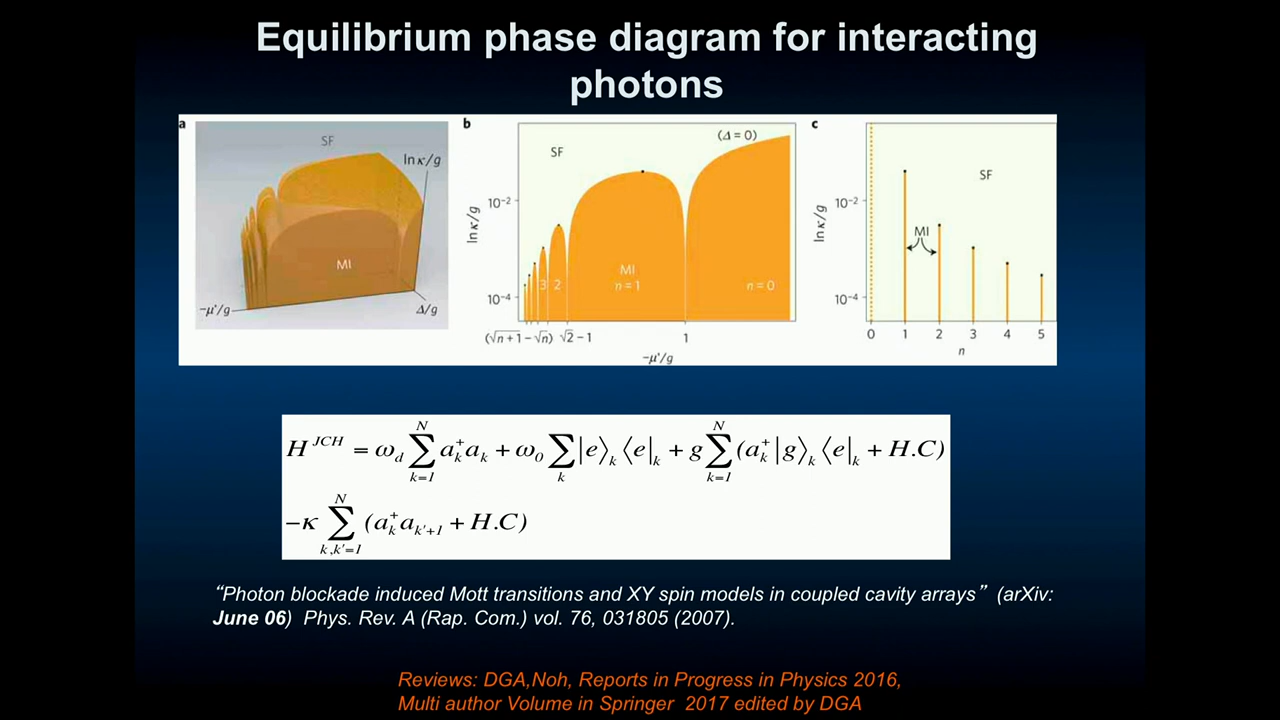 Equilibrium phase diagram for interacting
photons
a
SF
ln κ/g
MI
−μ'/g
Δ/g
b
(Δ = 0)
SF
10⁻²
ln κ/g
MI
3 2 n = 1 n = 0
10⁻⁴
(√n + 1 − √n) √2 − 1 1
−μ'/g
c
SF
10⁻²
ln κ/g
MI
10⁻⁴
0 1 2 3 4 5
n
H^{JCH} = ω_d ∑_{k=1}^{N} a_k^+ a_k + ω_0 ∑_k |e⟩_k ⟨e|_k + g ∑_{k=1}^{N} (a_k^+ |g⟩_k ⟨e|_k + H.C)
−κ ∑_{k,k'=1}^{N} (a_k^+ a_{k'+1} + H.C)
“Photon blockade induced Mott transitions and XY spin models in coupled cavity arrays” (arXiv:
June 06) Phys. Rev. A (Rap. Com.) vol. 76, 031805 (2007).
Reviews: DGA,Noh, Reports in Progress in Physics 2016,
Multi author Volume in Springer 2017 edited by DGA